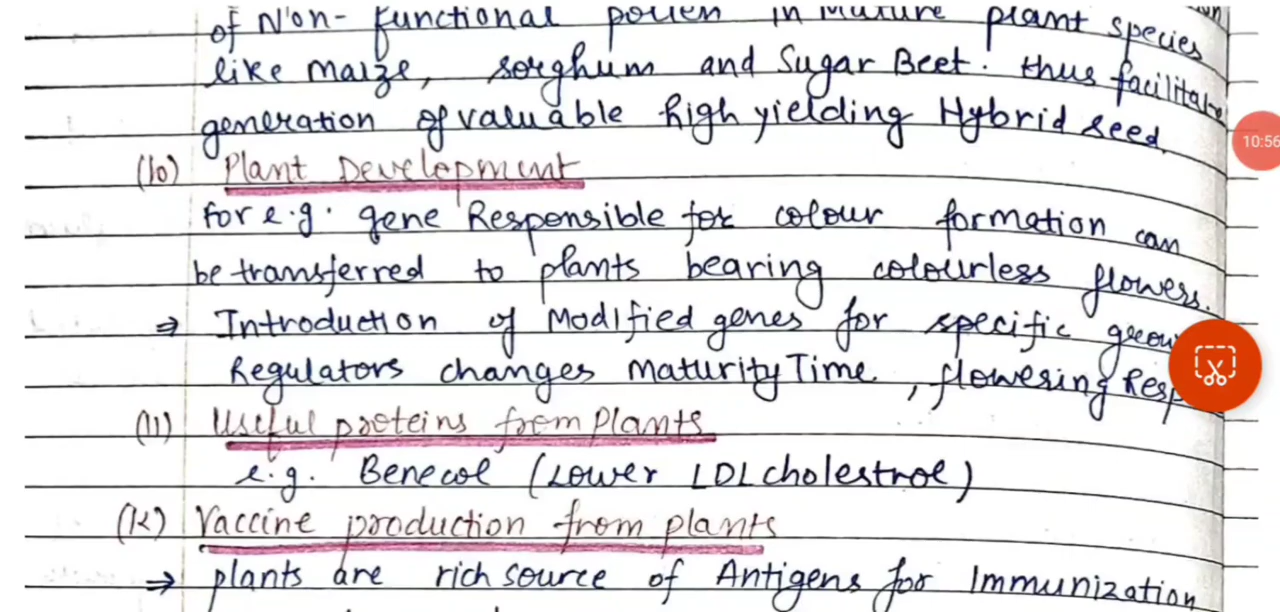 of Non- functional pollen in mature plant species
like maize, sorghum and Sugar Beet. thus facilitate
generation of valuable high yielding Hybrid seed.
(10) Plant Development
for e.g. gene Responsible for colour formation can
be transferred to plants bearing colourless flowers.
⇒ Introduction of Modified genes for specific
Regulators changes Maturity Time, flowering
(11) Useful proteins from Plants
e.g. Benecol (Lower LDL cholestrol)
(12) Vaccine production from plants
⇒ plants are rich source of Antigens for Immunization
10:56